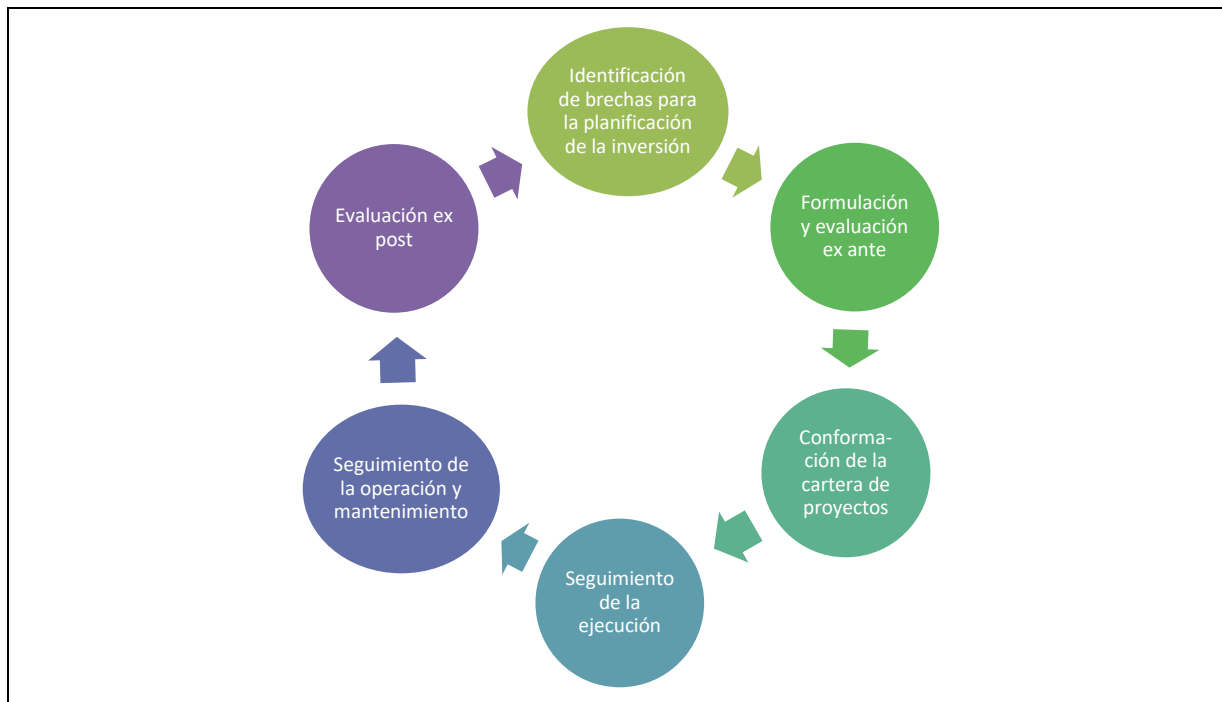 Identificación
de brechas para
la planificación
de la inversión
Formulación
y evaluación
ex ante
Conforma-
ción de la
cartera de
proyectos
Seguimiento
de la
ejecución
Seguimiento de
la operación y
mantenimiento
Evaluación ex
post